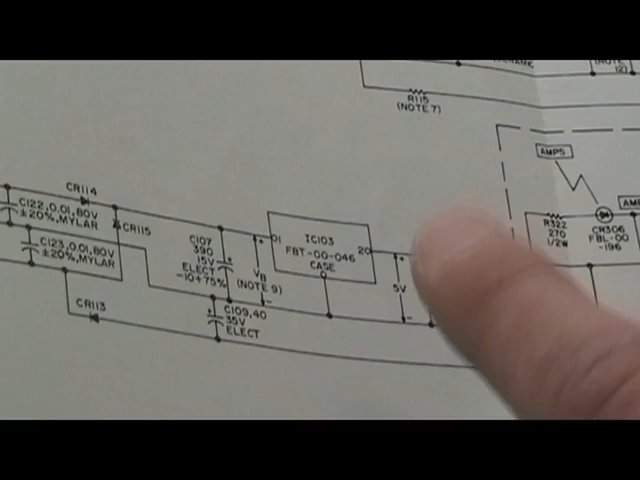 (NOTE
12)
R115
(NOTE 7)
AMPS
CR114
C122,0.01,80V
±20%,MYLAR
CR115
C123,0.01,80V
±20%,MYLAR
CR113
C107
390
15V
ELECT
-10+75%
+
VB
(NOTE 9)
-
IC103
FBT-00-046
CASE
+
5V
-
C109,40
35V
ELECT
R322
270
1/2W
CR306
FBL-00
-196